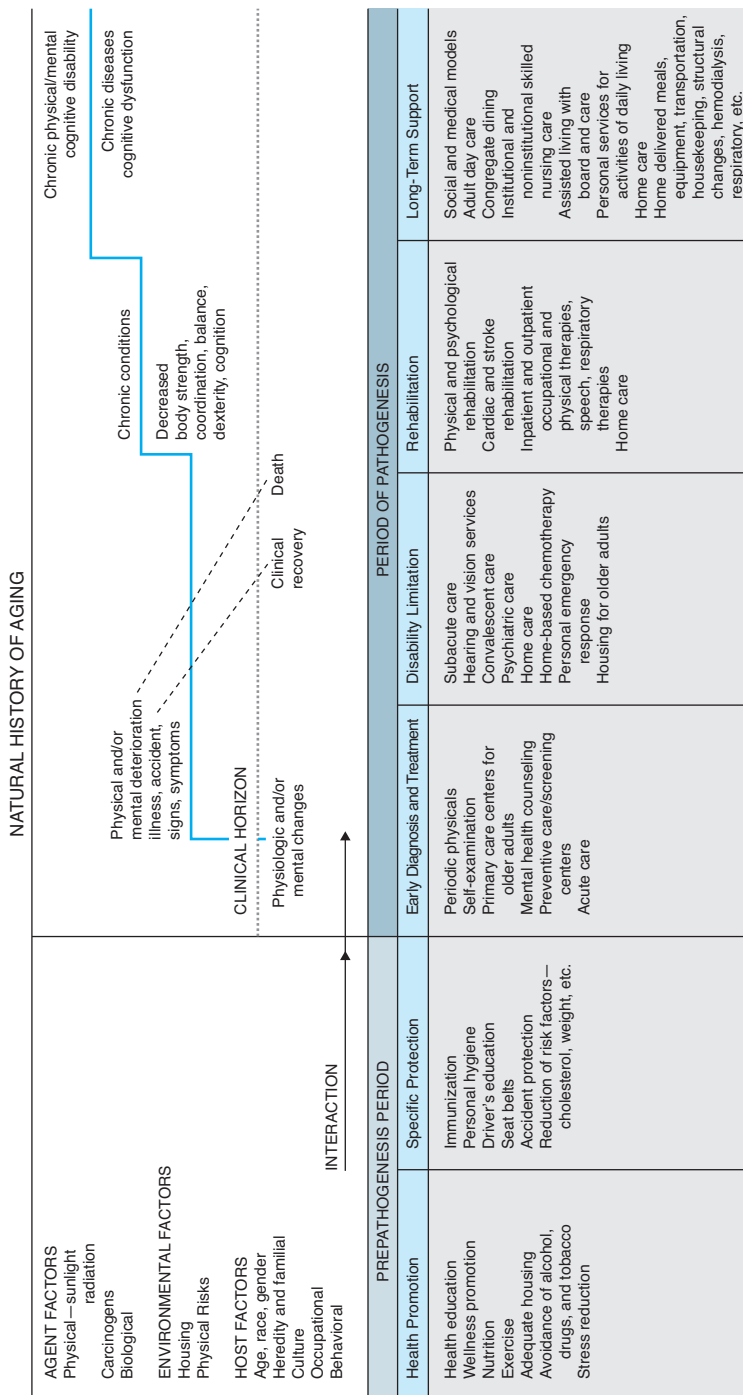 NATURAL HISTORY OF AGING
AGENT FACTORS
Physical—sunlight
radiation
Carcinogens
Biological
ENVIRONMENTAL FACTORS
Housing
Physical Risks
HOST FACTORS
Age, race, gender
Heredity and familial
Culture
Occupational
Behavioral
INTERACTION
Physical and/or
mental deterioration
illness, accident,
signs, symptoms
CLINICAL HORIZON
Physiologic and/or
mental changes
Clinical
recovery
Death
Chronic conditions
Decreased
body strength,
coordination, balance,
dexterity, cognition
Chronic physical/mental
cognitive disability
Chronic diseases
cognitive dysfunction
PREPATHOGENESIS PERIOD
PERIOD OF PATHOGENESIS
Health Promotion
Health education
Wellness promotion
Nutrition
Exercise
Adequate housing
Avoidance of alcohol,
drugs, and tobacco
Stress reduction
Specific Protection
Immunization
Personal hygiene
Driver's education
Seat belts
Accident protection
Reduction of risk factors—
cholesterol, weight, etc.
Early Diagnosis and Treatment
Periodic physicals
Self-examination
Primary care centers for
older adults
Mental health counseling
Preventive care/screening
centers
Acute care
Disability Limitation
Subacute care
Hearing and vision services
Convalescent care
Psychiatric care
Home care
Home-based chemotherapy
Personal emergency
response
Housing for older adults
Rehabilitation
Physical and psychological
rehabilitation
Cardiac and stroke
rehabilitation
Inpatient and outpatient
occupational and
physical therapies,
speech, respiratory
therapies
Home care
Long-Term Support
Social and medical models
Adult day care
Congregate dining
Institutional and
noninstitutional skilled
nursing care
Assisted living with
board and care
Personal services for
activities of daily living
Home care
Home delivered meals,
equipment, transportation,
housekeeping, structural
changes, hemodialysis,
respiratory, etc.